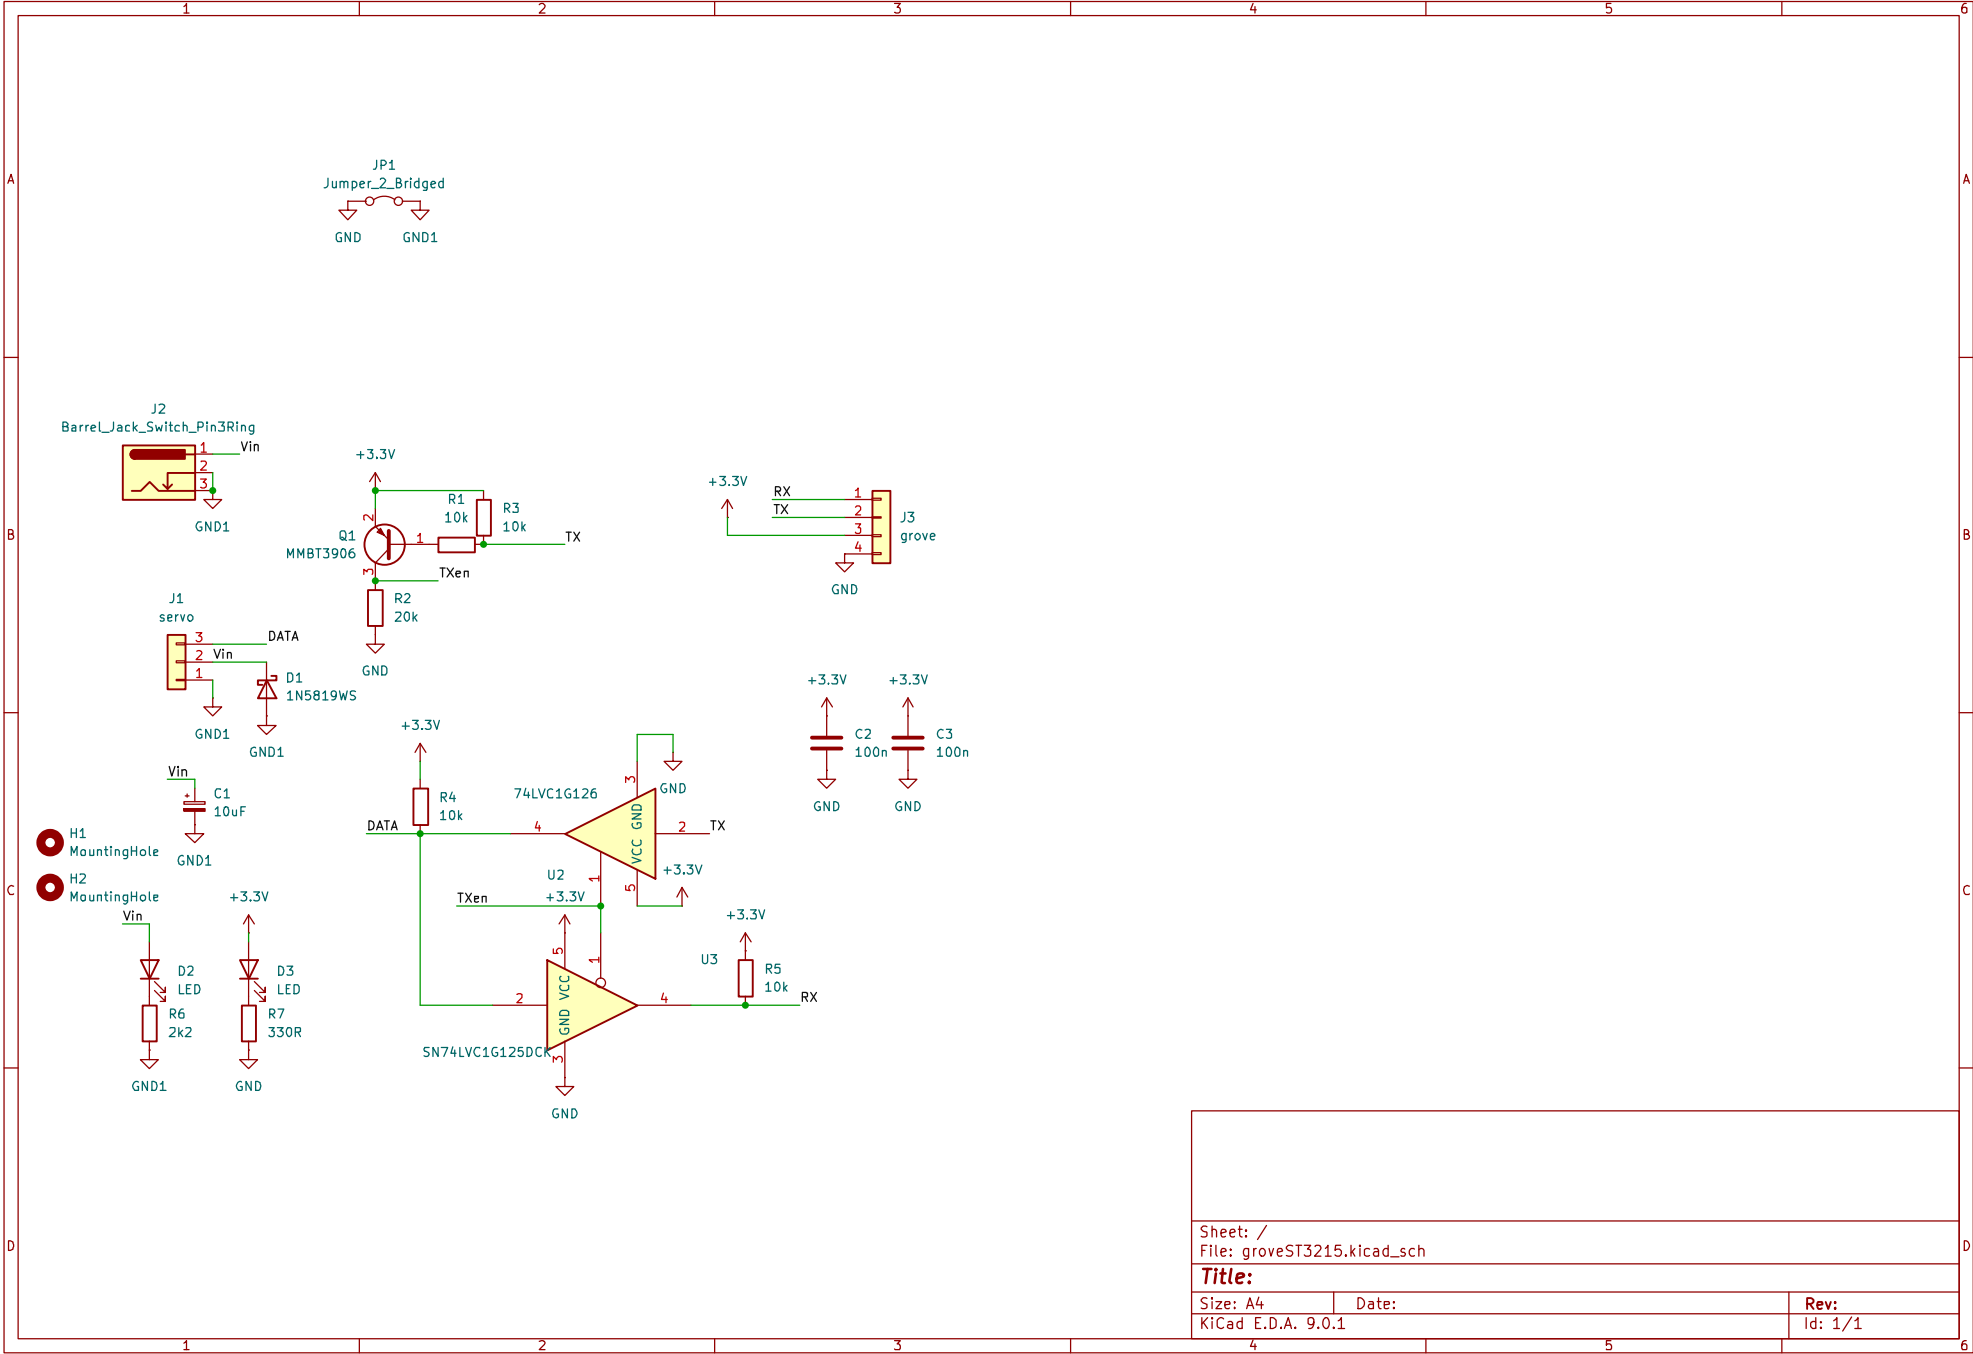 1 2 3 4 5 6
A A
JP1
Jumper_2_Bridged
GND GND1
J2
Barrel_Jack_Switch_Pin3Ring
1 Vin
2
3
GND1
+3.3V
R1
10k
R3
10k
2
Q1
MMBT3906
1
TX
3
TXen
R2
20k
GND
+3.3V
RX 1
TX 2
3
4
J3
grove
GND
B B
J1
servo
3 DATA
2 Vin
1
D1
1N5819WS
GND1
GND1
+3.3V +3.3V
C2
100n
C3
100n
GND GND
Vin
+
C1
10uF
GND1
+3.3V
R4
10k
DATA
74LVC1G126
3
GND
GND
VCC
4
2 TX
1
5
+3.3V
U2
H1
MountingHole
H2
MountingHole
C C
Vin
+3.3V
D2
LED
D3
LED
R6
2k2
R7
330R
GND1
GND
TXen
+3.3V
5
1
VCC
GND
2
4
3
SN74LVC1G125DCK
GND
U3
+3.3V
R5
10k
RX
D D
Sheet: /
File: groveST3215.kicad_sch
Title:
Size: A4 Date: Rev:
KiCad E.D.A. 9.0.1 Id: 1/1
1 2 3 4 5 6